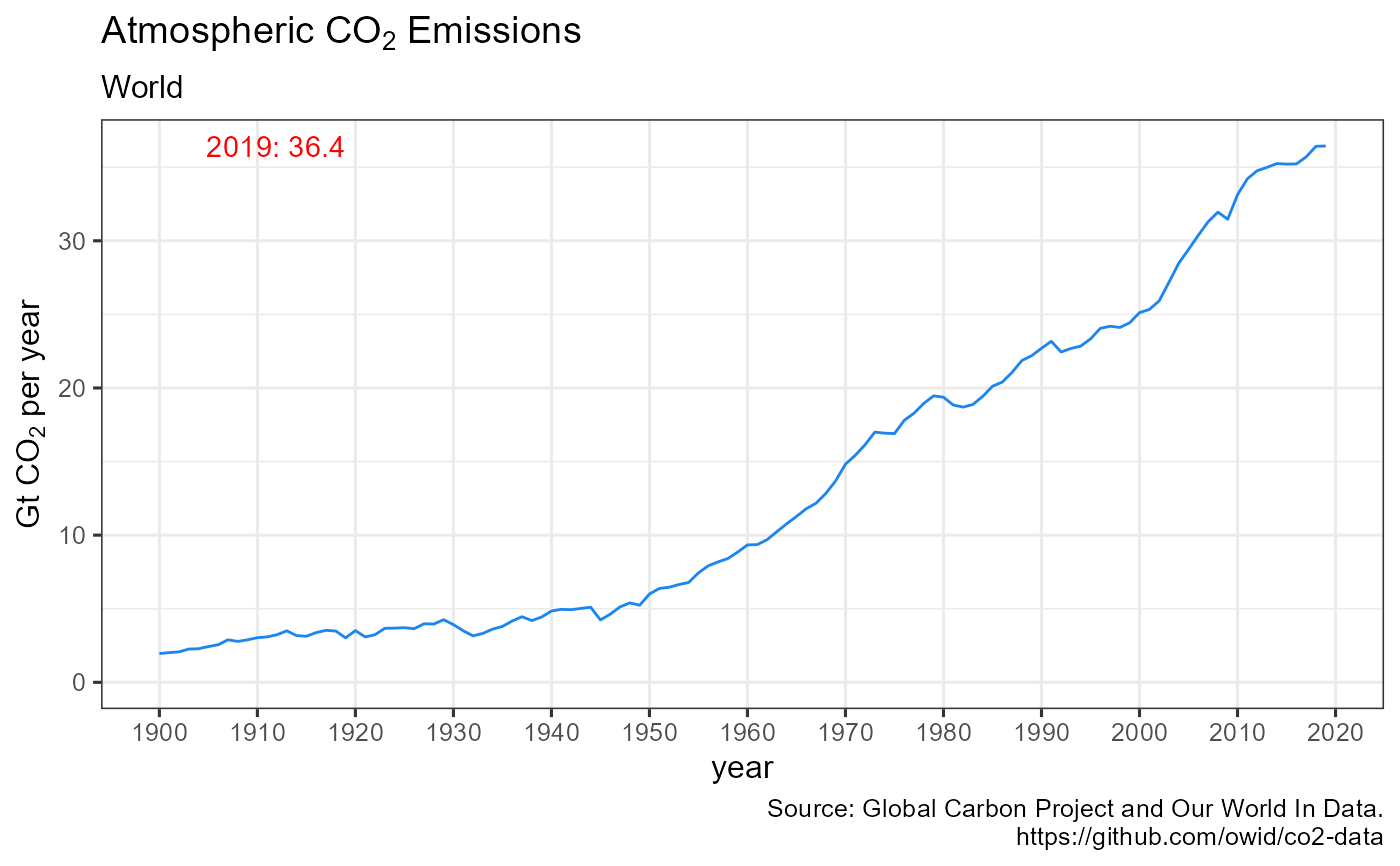 Atmospheric CO₂ Emissions
World
2019: 36.4
30
20
10
0
Gt CO₂ per year
1900 1910 1920 1930 1940 1950 1960 1970 1980 1990 2000 2010 2020
year
Source: Global Carbon Project and Our World In Data.
https://github.com/owid/co2-data